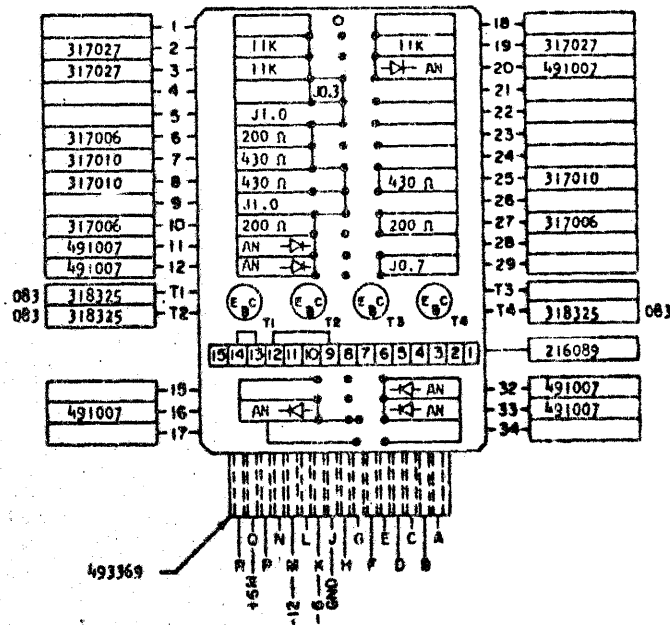 1 18
317027 2 11K 11K 19 317027
317027 3 11K AN 20 491007
4 J0.3 21
5 J1.0 22
317006 6 200 Ω 23
317010 7 430 Ω 24
317010 8 430 Ω 430 Ω 25 317010
9 J1.0 26
317006 10 200 Ω 200 Ω 27 317006
491007 11 AN 28
491007 12 AN J0.7 29
083 318325 T1 E B C E B C E B C E B C T3
083 318325 T2 T1 T2 T3 T4 T4 318325 083
15 14 13 12 11 10 9 8 7 6 5 4 3 2 1 216089
15 AN 32 491007
491007 16 AN AN 33 491007
17 34
R Q P N M L K J H G F E D C B A
493369
+6M -12 -6 GND